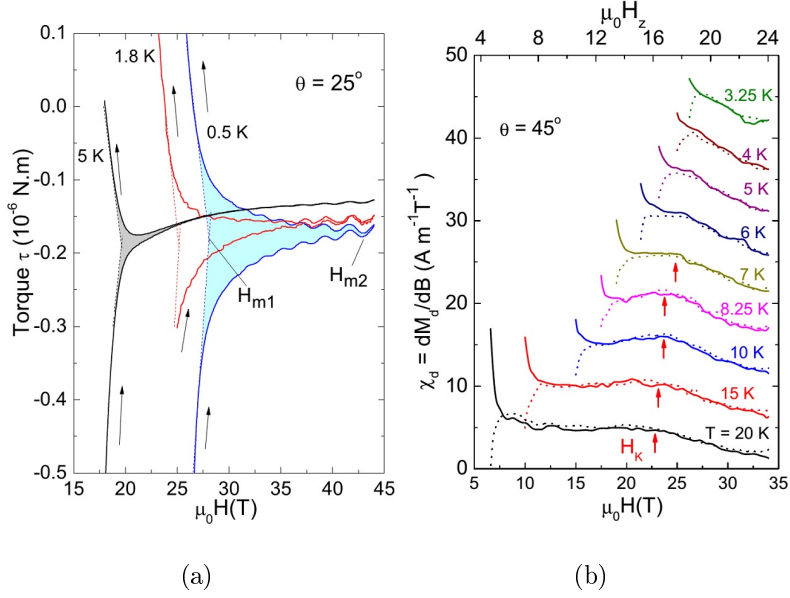 (a)
0.1
0.0
-0.1
-0.2
-0.3
-0.4
-0.5
15 20 25 30 35 40 45
Torque τ (10⁻⁶ N.m)
μ₀H(T)
1.8 K
θ = 25°
0.5 K
5 K
H_m1
H_m2
(b)
μ₀H_z
4 8 12 16 20 24
50
40
30
20
10
0
5 10 15 20 25 30 35
χ_d = dM_d/dB (A m⁻¹T⁻¹)
μ₀H(T)
θ = 45°
3.25 K
4 K
5 K
6 K
7 K
8.25 K
10 K
15 K
T = 20 K
H_K
(a)
(b)